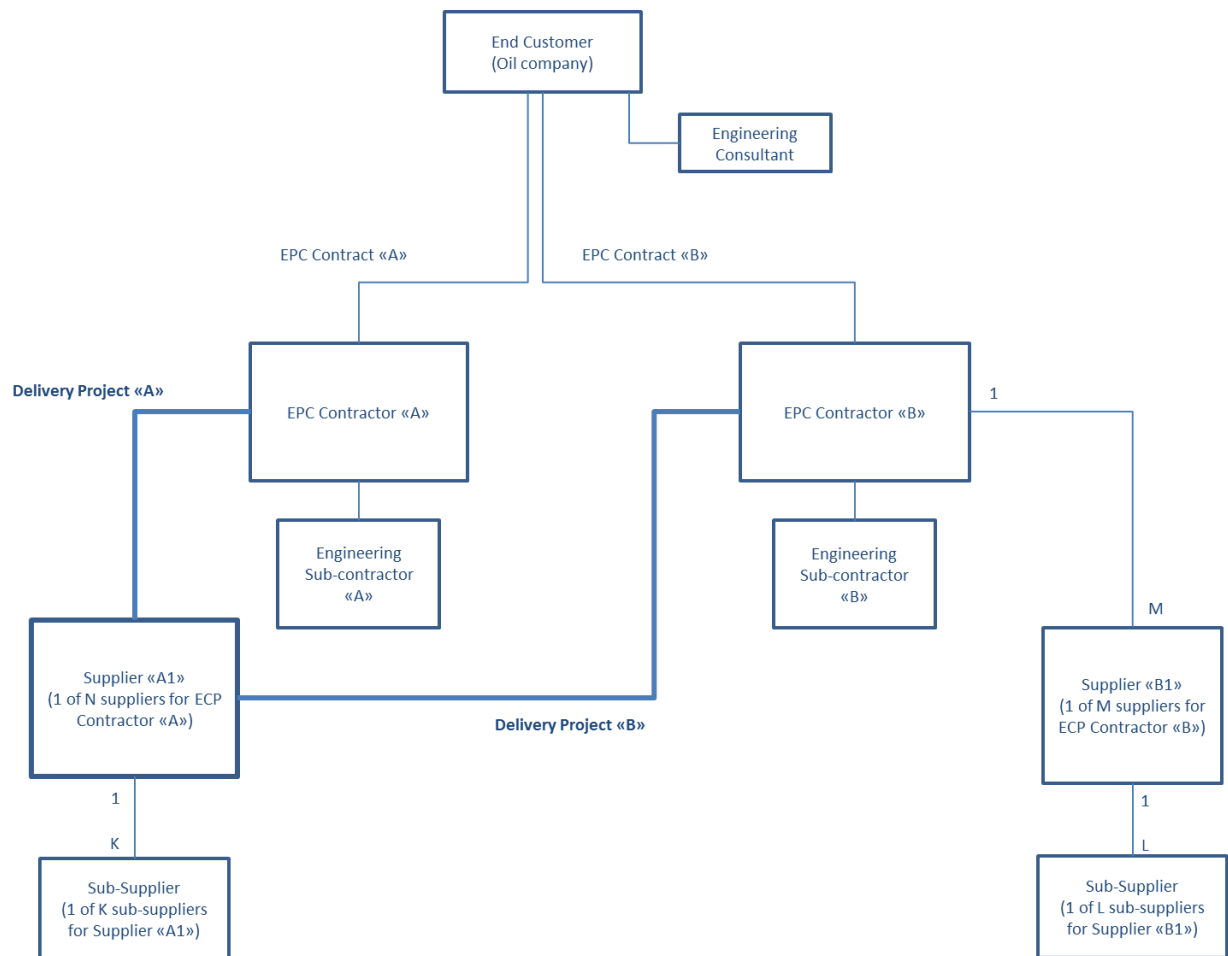 End Customer
(Oil company)
Engineering
Consultant
EPC Contract «A»
EPC Contract «B»
Delivery Project «A»
EPC Contractor «A»
EPC Contractor «B»
1
Engineering
Sub-contractor
«A»
Engineering
Sub-contractor
«B»
M
Supplier «A1»
(1 of N suppliers for ECP
Contractor «A»)
Supplier «B1»
(1 of M suppliers for
ECP Contractor «B»)
Delivery Project «B»
1
K
1
L
Sub-Supplier
(1 of K sub-suppliers
for Supplier «A1»)
Sub-Supplier
(1 of L sub-suppliers
for Supplier «B1»)